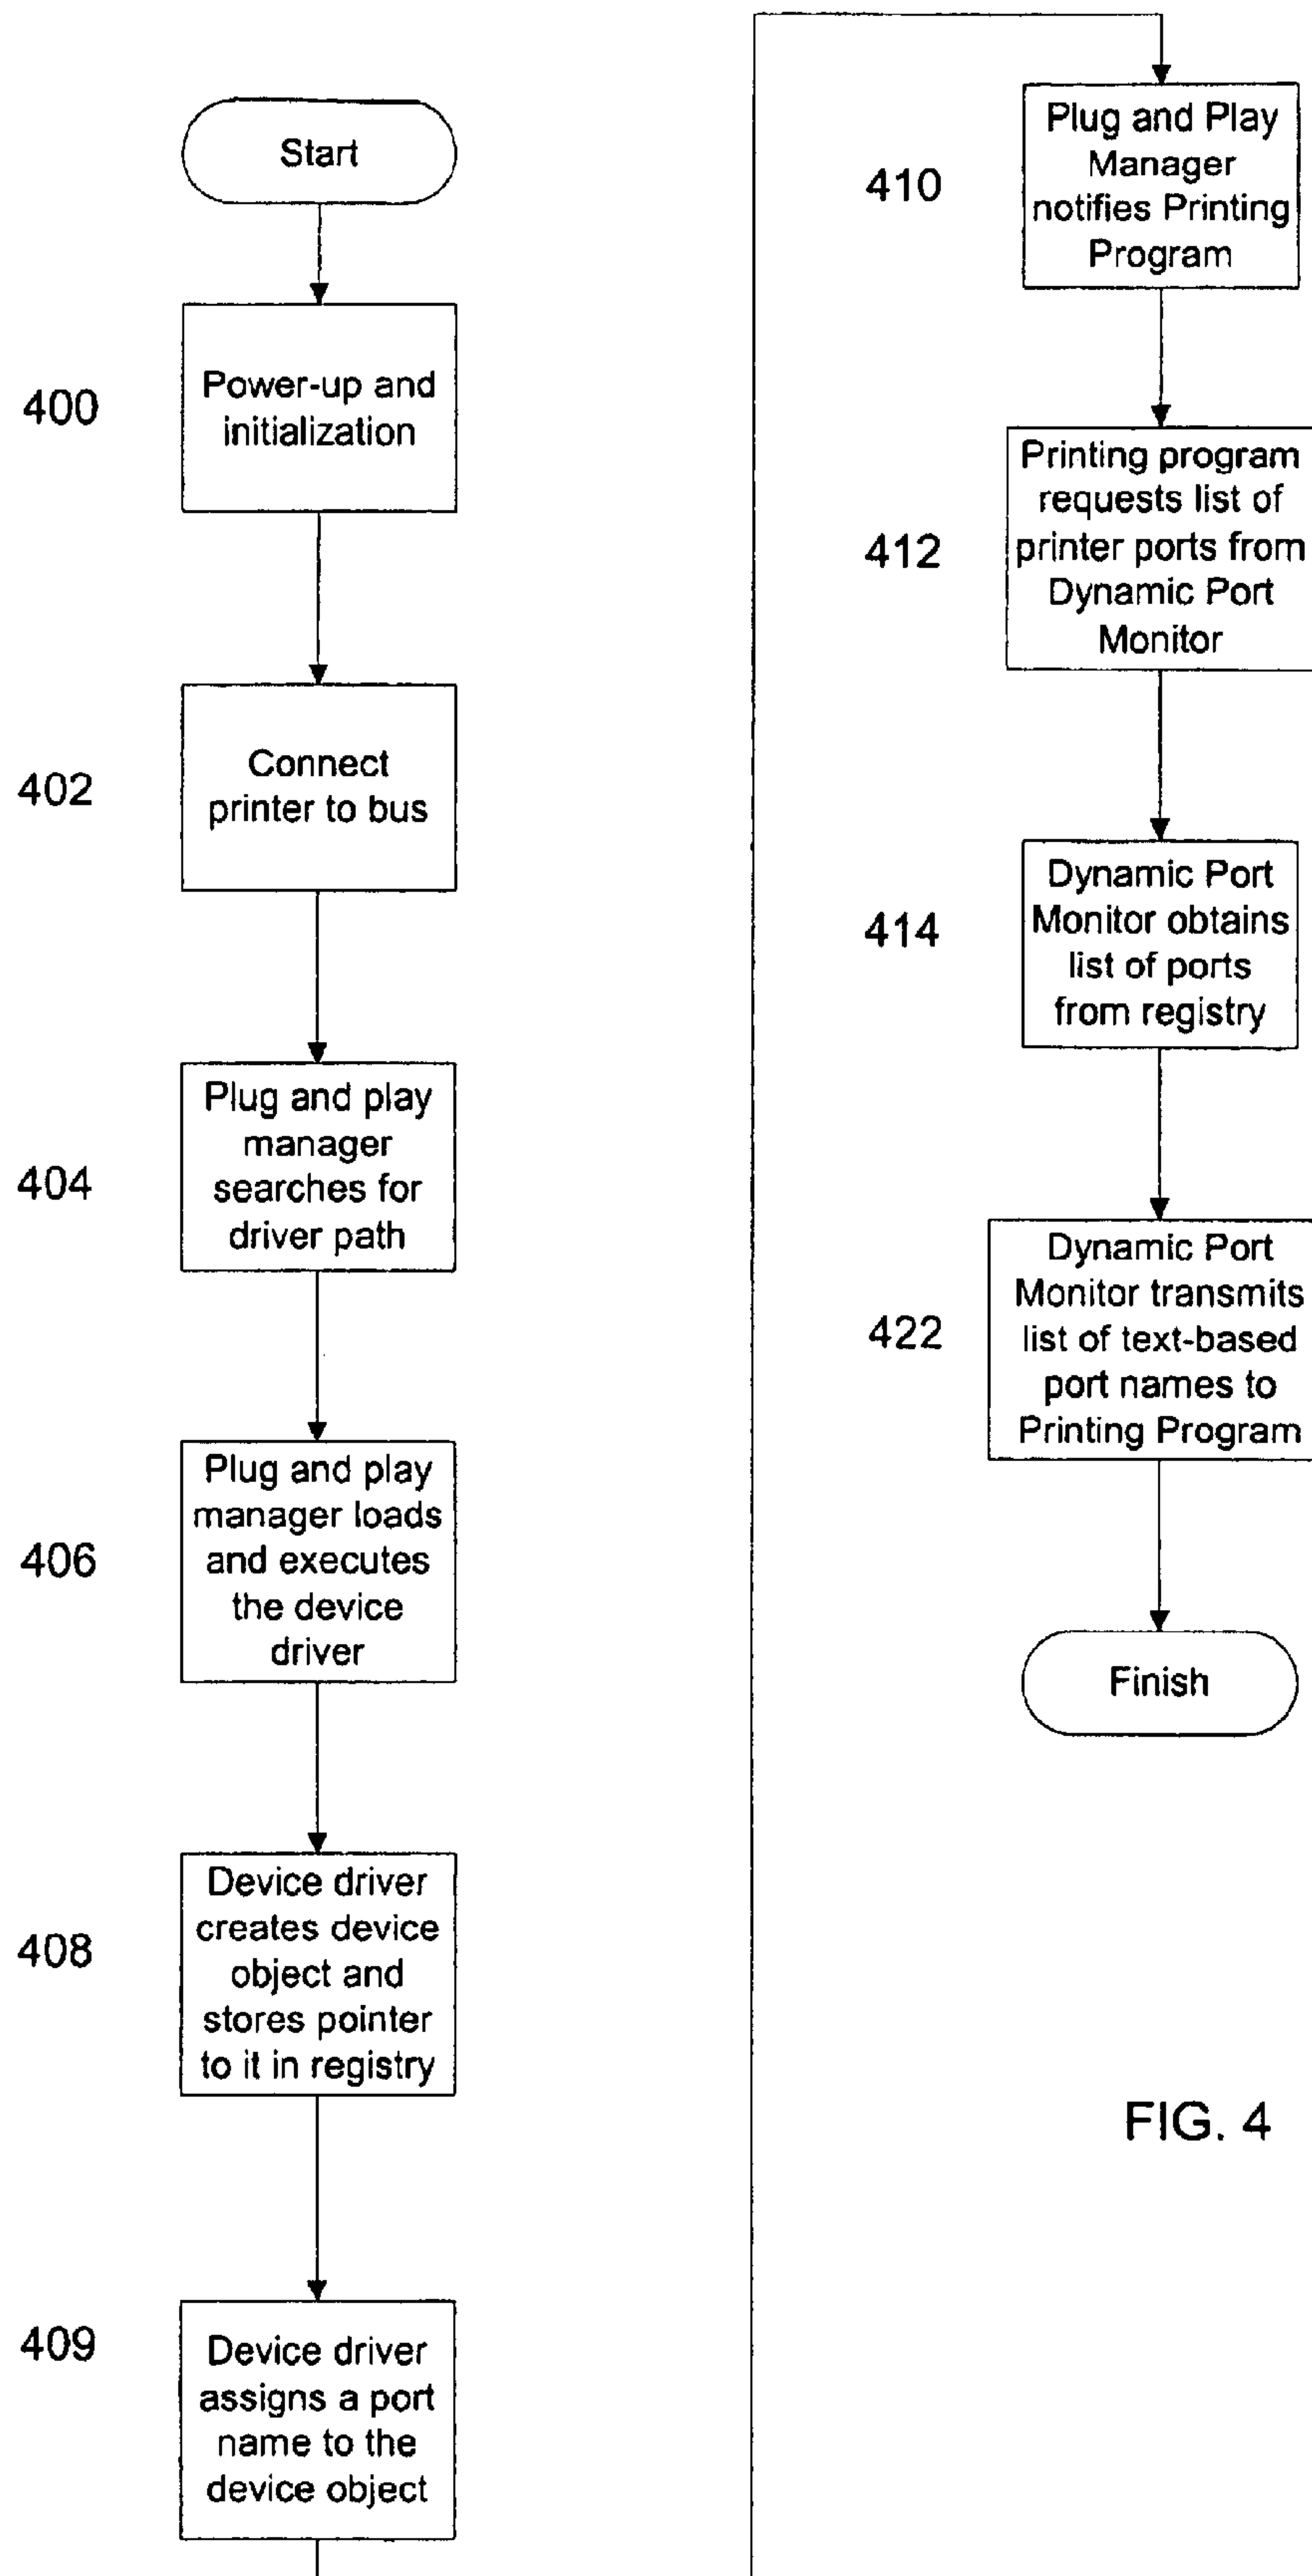 Start
400
Power-up and
initialization
402
Connect
printer to bus
404
Plug and play
manager
searches for
driver path
406
Plug and play
manager loads
and executes
the device
driver
408
Device driver
creates device
object and
stores pointer
to it in registry
409
Device driver
assigns a port
name to the
device object
410
Plug and Play
Manager
notifies Printing
Program
412
Printing program
requests list of
printer ports from
Dynamic Port
Monitor
414
Dynamic Port
Monitor obtains
list of ports
from registry
422
Dynamic Port
Monitor transmits
list of text-based
port names to
Printing Program
Finish
FIG. 4